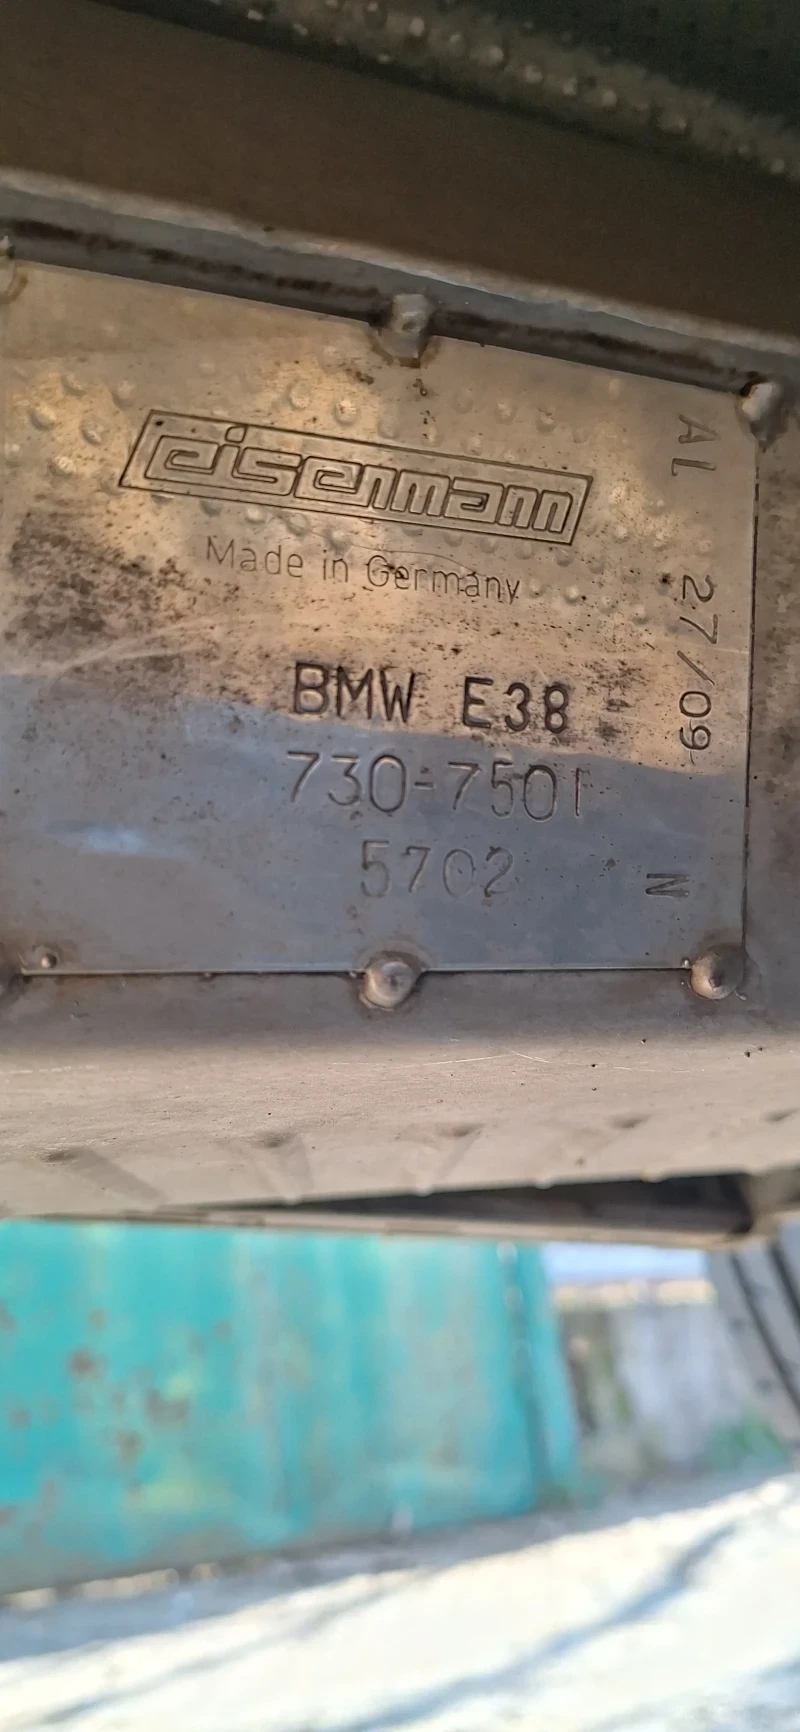 eisenmann
Made in Germany
BMW E38
730-7501
5702
AL 27/09
N